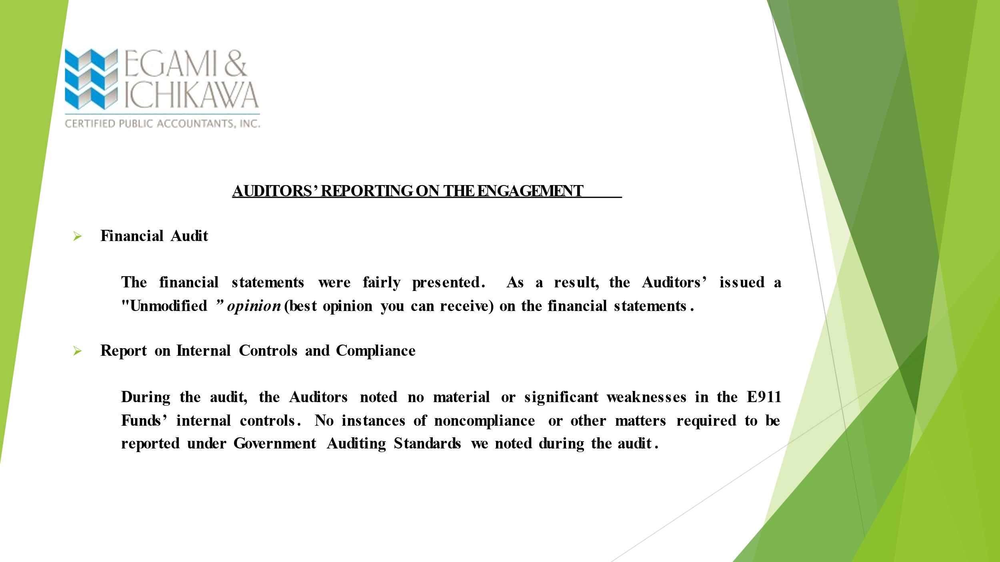 EGAMI &
ICHIKAWA
CERTIFIED PUBLIC ACCOUNTANTS, INC.
AUDITORS’ REPORTING ON THE ENGAGEMENT
Financial Audit
The financial statements were fairly presented. As a result, the Auditors’ issued a
"Unmodified ” opinion (best opinion you can receive) on the financial statements.
Report on Internal Controls and Compliance
During the audit, the Auditors noted no material or significant weaknesses in the E911
Funds’ internal controls. No instances of noncompliance or other matters required to be
reported under Government Auditing Standards we noted during the audit.